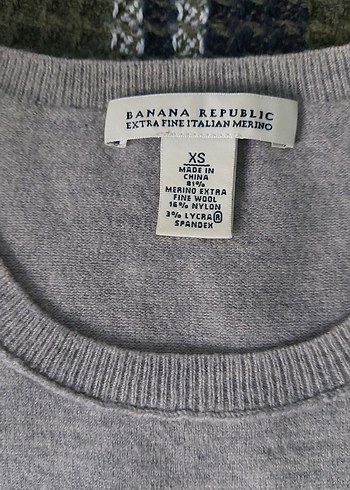 BANANA REPUBLIC
EXTRA FINE ITALIAN MERINO
XS
MADE IN
CHINA
81%
MERINO EXTRA
FINE WOOL
16% NYLON
3% LYCRA®
SPANDEX